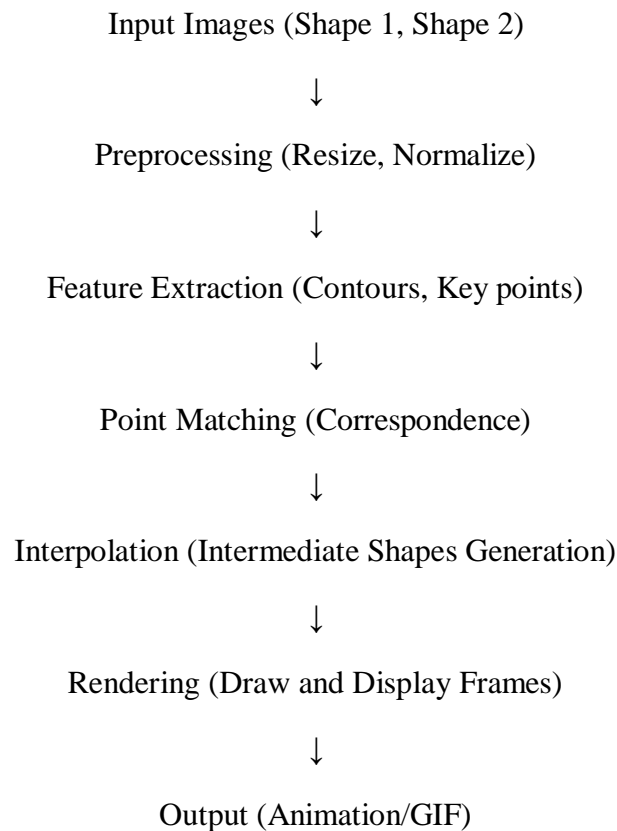 Input Images (Shape 1, Shape 2)
↓
Preprocessing (Resize, Normalize)
↓
Feature Extraction (Contours, Key points)
↓
Point Matching (Correspondence)
↓
Interpolation (Intermediate Shapes Generation)
↓
Rendering (Draw and Display Frames)
↓
Output (Animation/GIF)